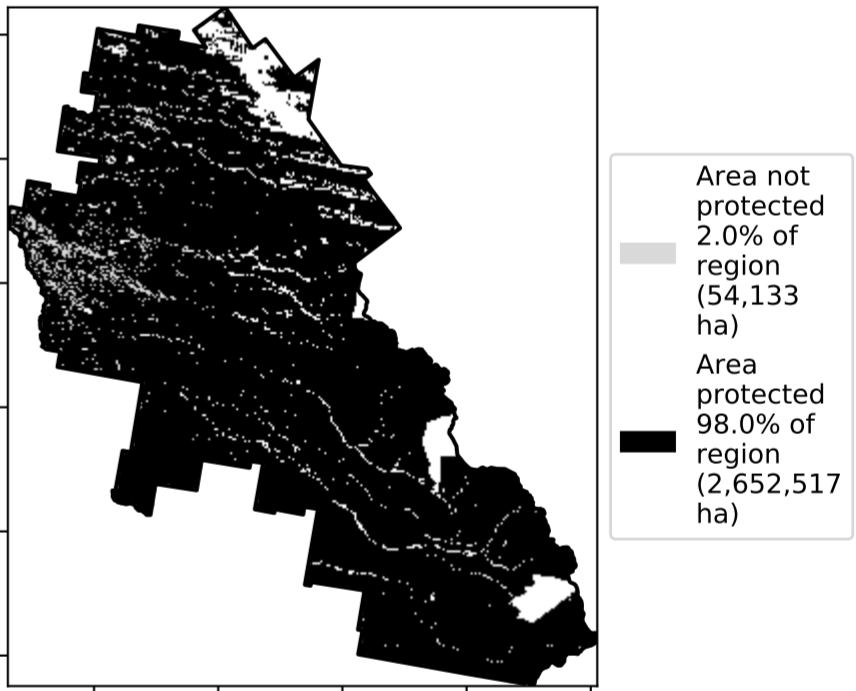 Area not
protected
2.0% of
region
(54,133
ha)
Area
protected
98.0% of
region
(2,652,517
ha)